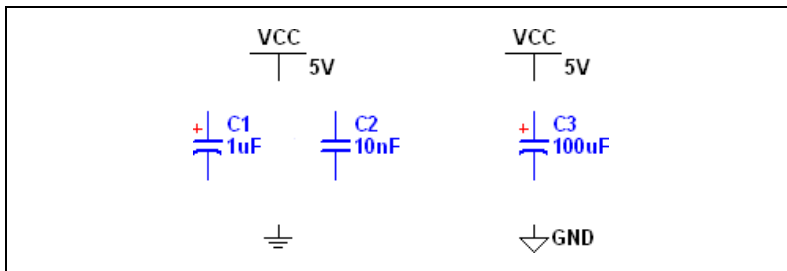 VCC
5V
VCC
5V
+
C1
1uF
C2
10nF
+
C3
100uF
GND